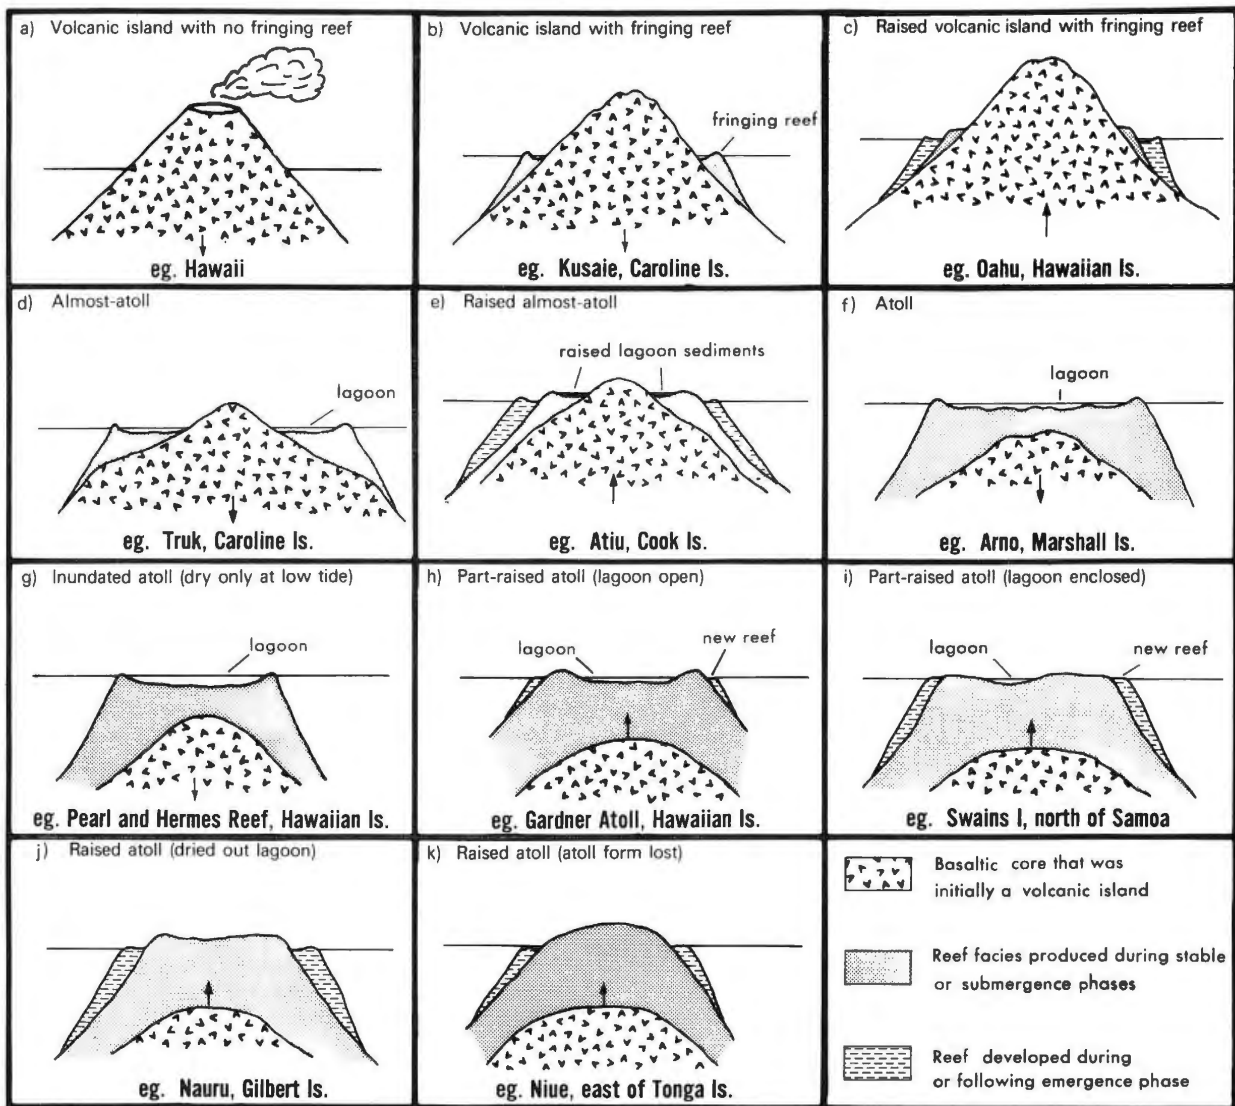 a) Volcanic island with no fringing reef
eg. Hawaii
b) Volcanic island with fringing reef
fringing reef
eg. Kusaie, Caroline Is.
c) Raised volcanic island with fringing reef
eg. Oahu, Hawaiian Is.
d) Almost-atoll
lagoon
eg. Truk, Caroline Is.
e) Raised almost-atoll
raised lagoon sediments
eg. Atiu, Cook Is.
f) Atoll
lagoon
eg. Arno, Marshall Is.
g) Inundated atoll (dry only at low tide)
lagoon
eg. Pearl and Hermes Reef, Hawaiian Is.
h) Part-raised atoll (lagoon open)
lagoon
new reef
eg. Gardner Atoll, Hawaiian Is.
i) Part-raised atoll (lagoon enclosed)
lagoon
new reef
eg. Swains I, north of Samoa
j) Raised atoll (dried out lagoon)
eg. Nauru, Gilbert Is.
k) Raised atoll (atoll form lost)
eg. Niue, east of Tonga Is.
Basaltic core that was
initially a volcanic island
Reef facies produced during stable
or submergence phases
Reef developed during
or following emergence phase